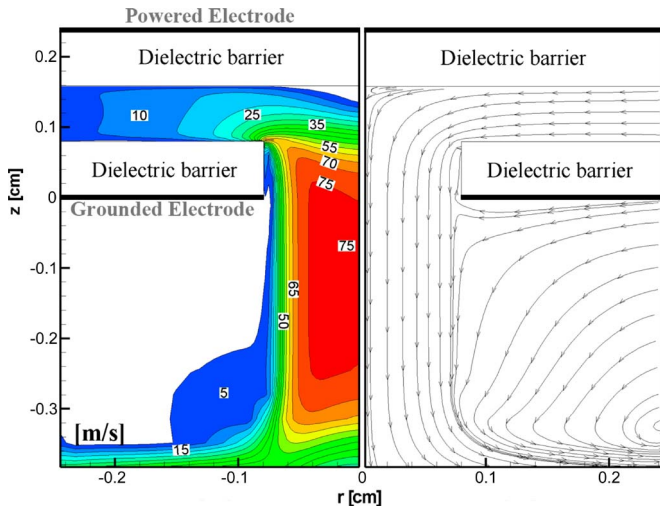 Powered Electrode
0.2
Dielectric barrier
Dielectric barrier
10
25
35
0.1
55
Dielectric barrier
70
Dielectric barrier
75
z [cm]
0
Grounded Electrode
75
-0.1
65
50
-0.2
5
-0.3
[m/s]
15
-0.2
-0.1
0
0.1
0.2
r [cm]